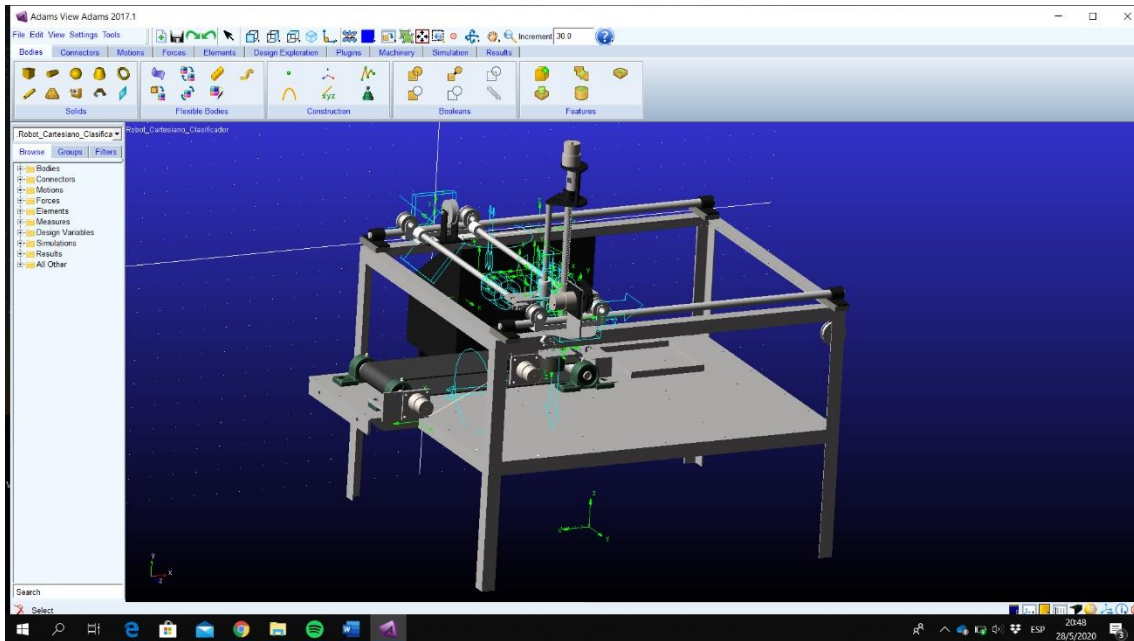 Adams View Adams 2017.1
File Edit View Settings Tools
Increment 30.0
Bodies Connectors Motions Forces Elements Design Exploration Plugins Machinery Simulation Results
xyz
Solids Flexible Bodies Construction Booleans Features
.Robot_Cartesiano_Clasifica
Robot_Cartesiano_Clasificador
Browse Groups Filters
Bodies
Connectors
Motions
Forces
Elements
Measures
Design Variables
Simulations
Results
All Other
Search
Select
ESP
20:48
28/5/2020
3